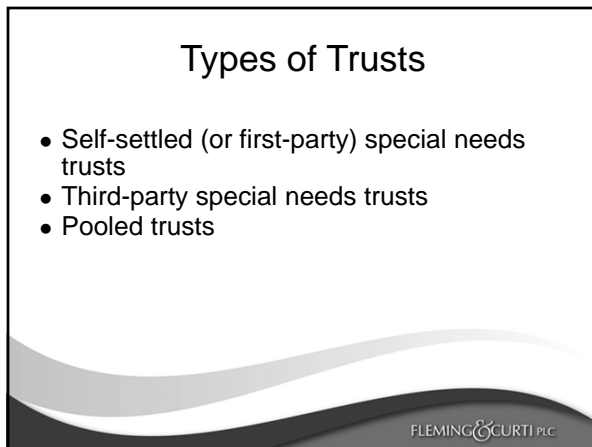 Types of Trusts
● Self-settled (or first-party) special needs
trusts
● Third-party special needs trusts
● Pooled trusts
FLEMING & CURTI PLC